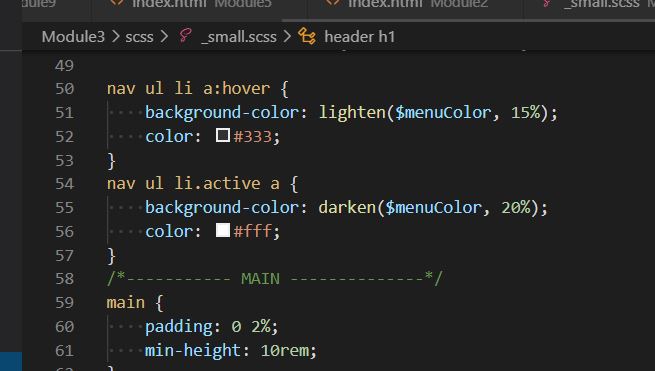 dule9 index.html Module5 index.html Module2 _small.scss
Module3 > scss > _small.scss > header h1
49
50 nav ul li a:hover {
51 ····background-color: lighten($menuColor, 15%);
52 ····color: #333;
53 }
54 nav ul li.active a {
55 ····background-color: darken($menuColor, 20%);
56 ····color: #fff;
57 }
58 /*----------- MAIN --------------*/
59 main {
60 ····padding: 0 2%;
61 ····min-height: 10rem;